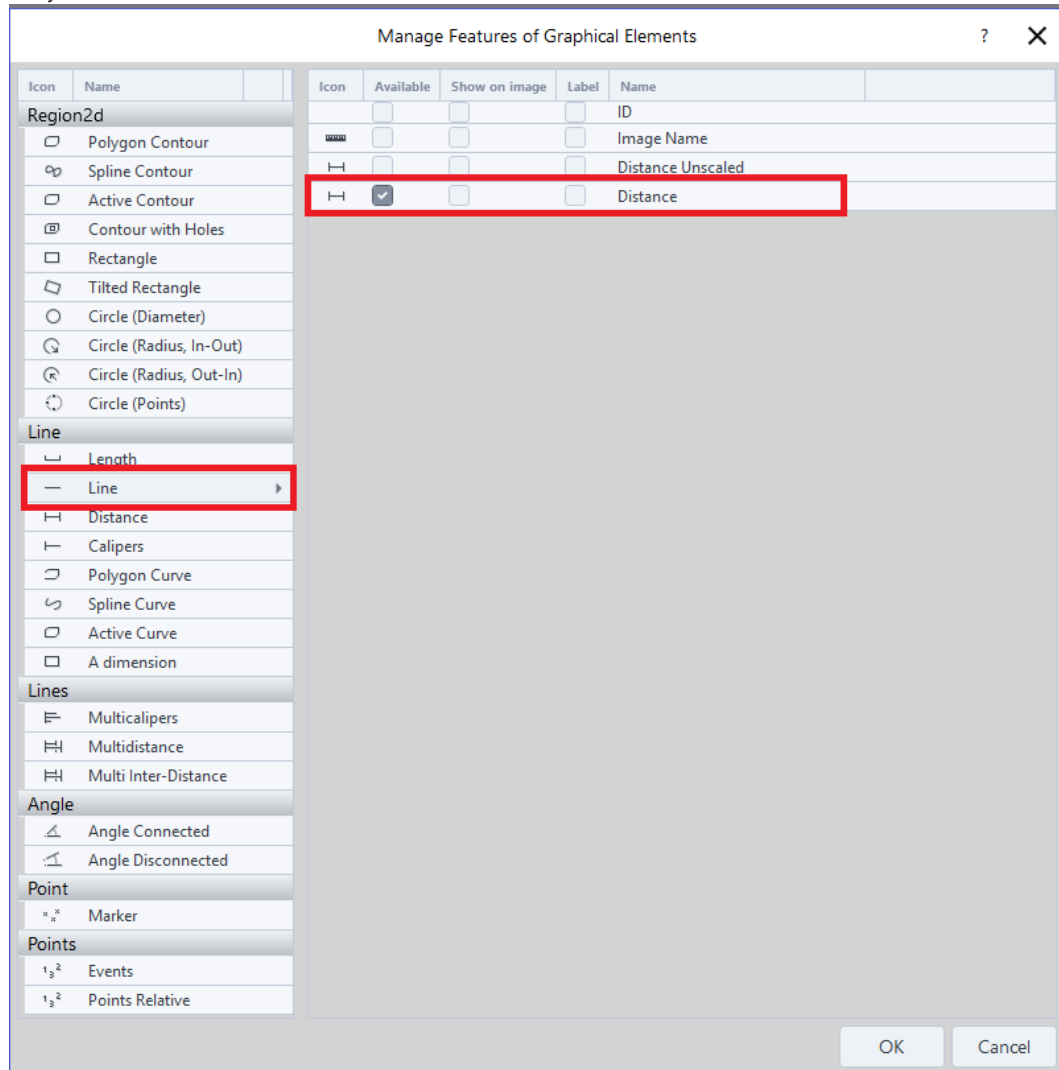 Manage Features of Graphical Elements ?
Icon Name
Region2d
Polygon Contour
Spline Contour
Active Contour
Contour with Holes
Rectangle
Tilted Rectangle
Circle (Diameter)
Circle (Radius, In-Out)
Circle (Radius, Out-In)
Circle (Points)
Line
Length
Line
Distance
Calipers
Polygon Curve
Spline Curve
Active Curve
A dimension
Lines
Multicalipers
Multidistance
Multi Inter-Distance
Angle
Angle Connected
Angle Disconnected
Point
Marker
Points
Events
Points Relative
Icon Available Show on image Label Name
ID
Image Name
Distance Unscaled
Distance
OK Cancel